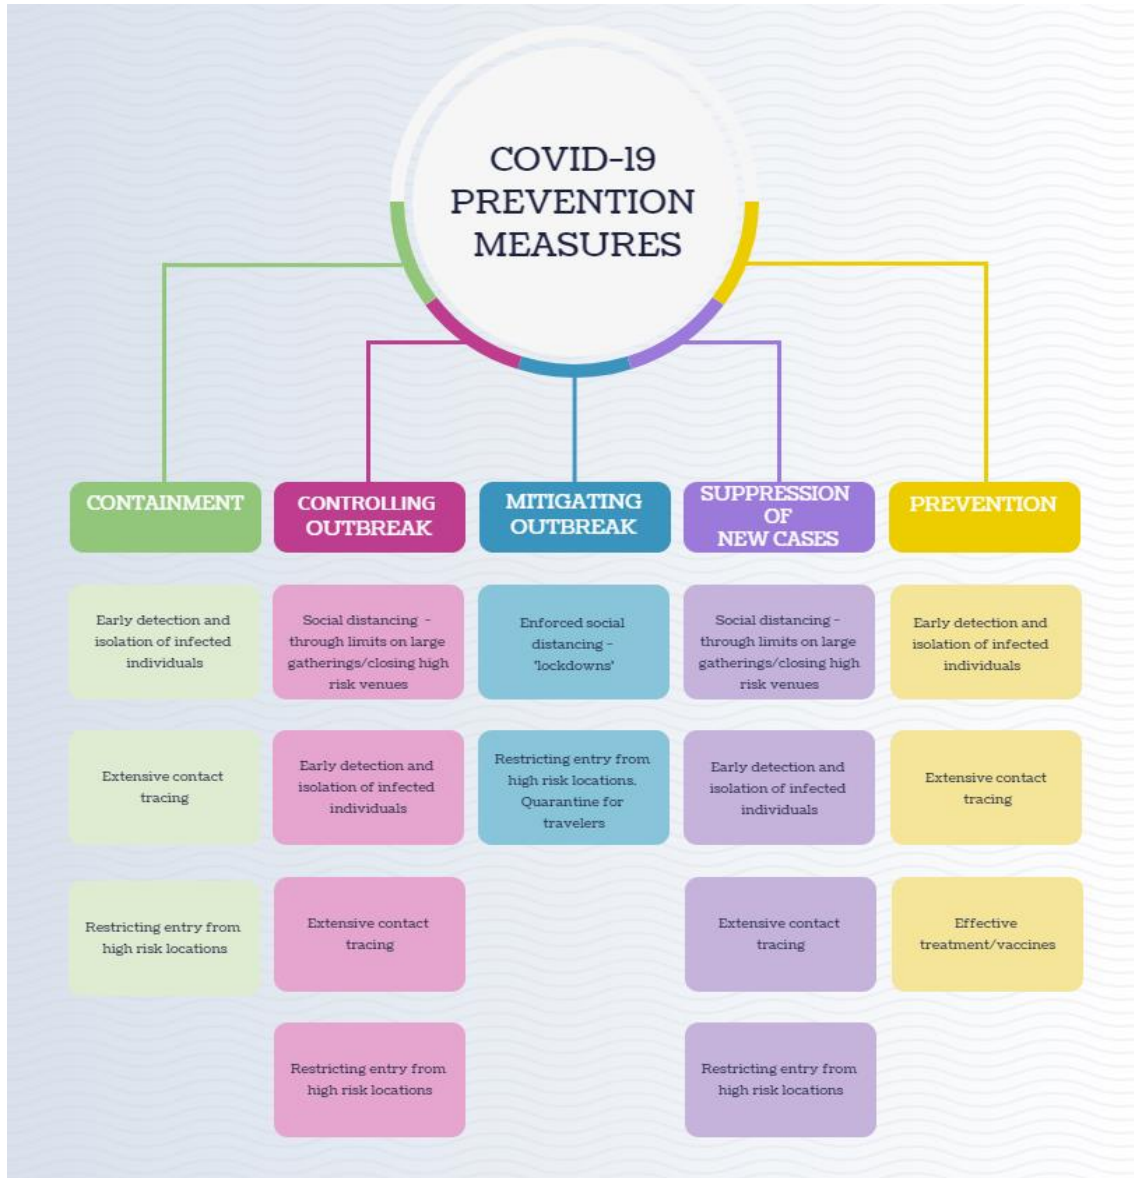 COVID-19
PREVENTION
MEASURES
CONTAINMENT
Early detection and
isolation of infected
individuals
Extensive contact
tracing
Restricting entry from
high risk locations
CONTROLLING
OUTBREAK
Social distancing -
through limits on large
gatherings/closing high
risk venues
Early detection and
isolation of infected
individuals
Extensive contact
tracing
Restricting entry from
high risk locations
MITIGATING
OUTBREAK
Enforced social
distancing -
'lockdowns'
Restricting entry from
high risk locations.
Quarantine for
travelers
SUPPRESSION
OF
NEW CASES
Social distancing -
through limits on large
gatherings/closing high
risk venues
Early detection and
isolation of infected
individuals
Extensive contact
tracing
Restricting entry from
high risk locations
PREVENTION
Early detection and
isolation of infected
individuals
Extensive contact
tracing
Effective
treatment/vaccines